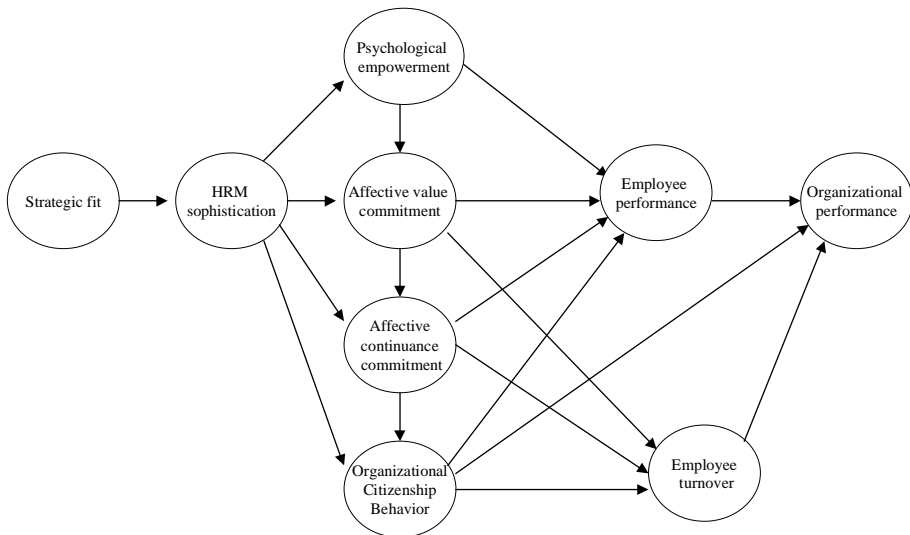 Psychological
empowerment
Strategic fit
HRM
sophistication
Affective value
commitment
Employee
performance
Organizational
performance
Affective
continuance
commitment
Organizational
Citizenship
Behavior
Employee
turnover